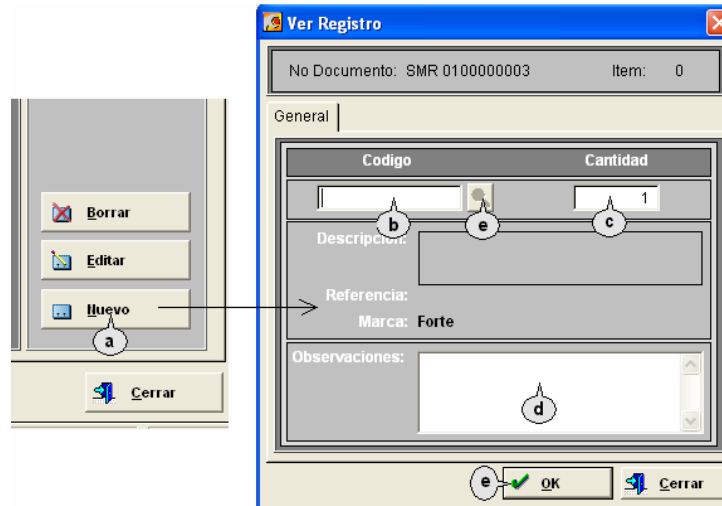 Ver Registro
No Documento: SMR 0100000003 Item: 0
General
Codigo Cantidad
1
b e c
Descripcion:
Referencia:
Marca: Forte
Observaciones:
d
e OK Cerrar
Borrar
Editar
Nuevo
a
Cerrar